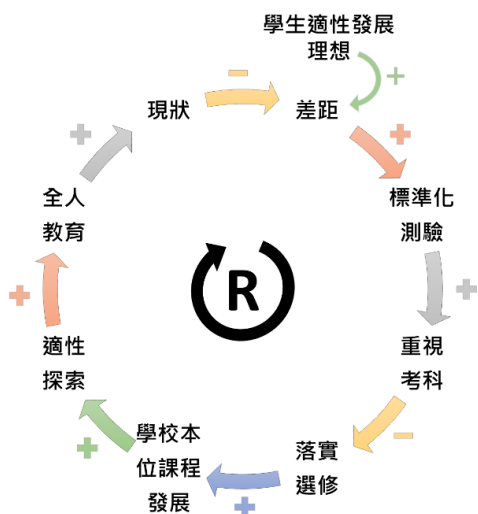 學生適性發展
理想
+
−
現狀
差距
+
+
標準化
測驗
全人
教育
+
R
+
適性
探索
重視
考科
−
落實
選修
學校本
位課程
發展
+
+